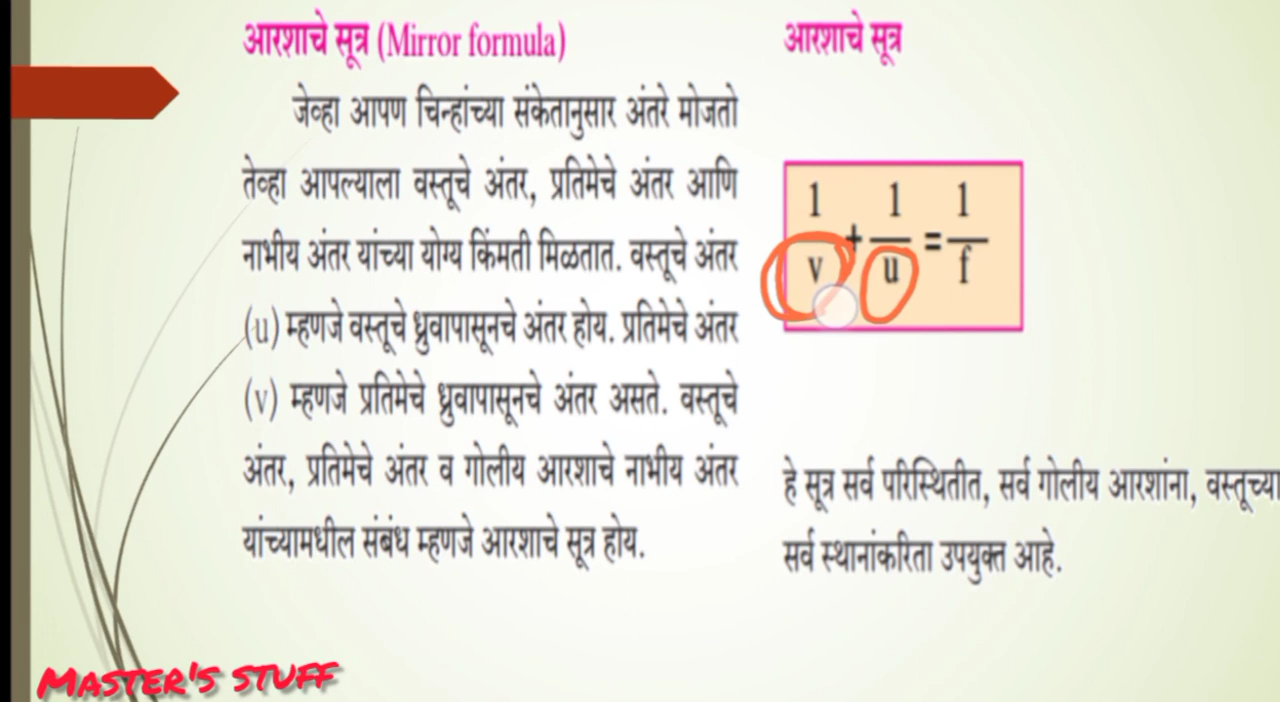 आरशाचे सूत्र (Mirror formula)
जेव्हा आपण चिन्हांच्या संकेतानुसार अंतरे मोजतो
तेव्हा आपल्याला वस्तूचे अंतर, प्रतिमेचे अंतर आणि
नाभीय अंतर यांच्या योग्य किंमती मिळतात. वस्तूचे अंतर
(u) म्हणजे वस्तूचे ध्रुवापासूनचे अंतर होय. प्रतिमेचे अंतर
(v) म्हणजे प्रतिमेचे ध्रुवापासूनचे अंतर असते. वस्तूचे
अंतर, प्रतिमेचे अंतर व गोलीय आरशाचे नाभीय अंतर
यांच्यामधील संबंध म्हणजे आरशाचे सूत्र होय.
आरशाचे सूत्र
1/v + 1/u = 1/f
हे सूत्र सर्व परिस्थितीत, सर्व गोलीय आरशांना, वस्तूच्या
सर्व स्थानांकरिता उपयुक्त आहे.
MASTER'S STUFF